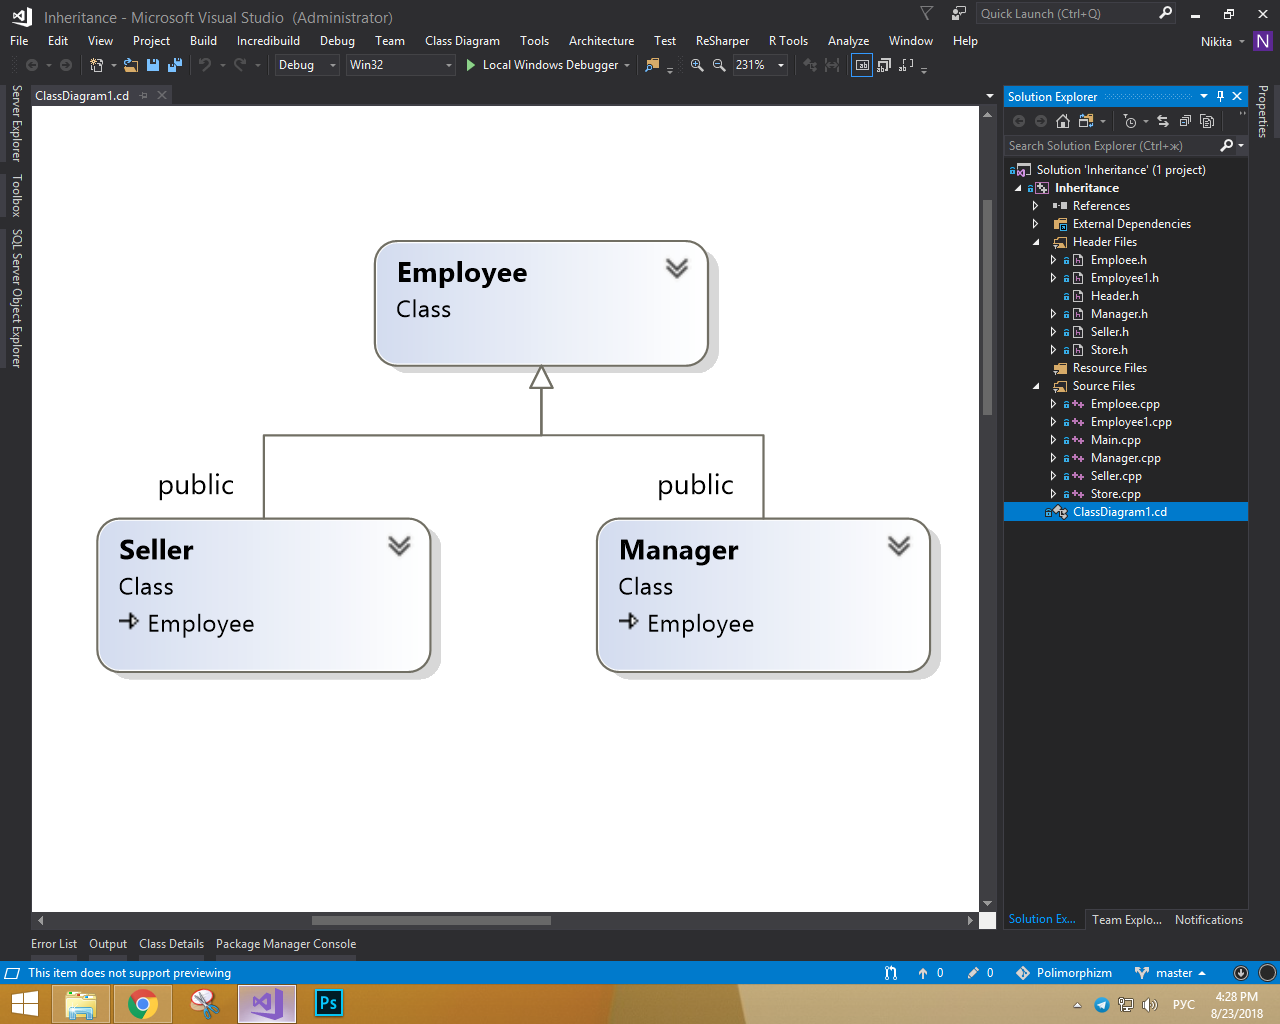 Inheritance - Microsoft Visual Studio (Administrator)
Quick Launch (Ctrl+Q)
File Edit View Project Build Incredibuild Debug Team Class Diagram Tools Architecture Test ReSharper R Tools Analyze Window Help
Nikita N
Debug Win32 Local Windows Debugger 231%
Server Explorer
Toolbox
SQL Server Object Explorer
ClassDiagram1.cd
Employee
Class
public
public
Seller
Class
Employee
Manager
Class
Employee
Solution Explorer
Search Solution Explorer (Ctrl+ж)
Solution 'Inheritance' (1 project)
Inheritance
References
External Dependencies
Header Files
Emploee.h
Employee1.h
Header.h
Manager.h
Seller.h
Store.h
Resource Files
Source Files
Emploee.cpp
Employee1.cpp
Main.cpp
Manager.cpp
Seller.cpp
Store.cpp
ClassDiagram1.cd
Properties
Solution Ex... Team Explo... Notifications
Error List Output Class Details Package Manager Console
This item does not support previewing
0 0 Polimorphizm master
Ps
РУС
4:28 PM
8/23/2018